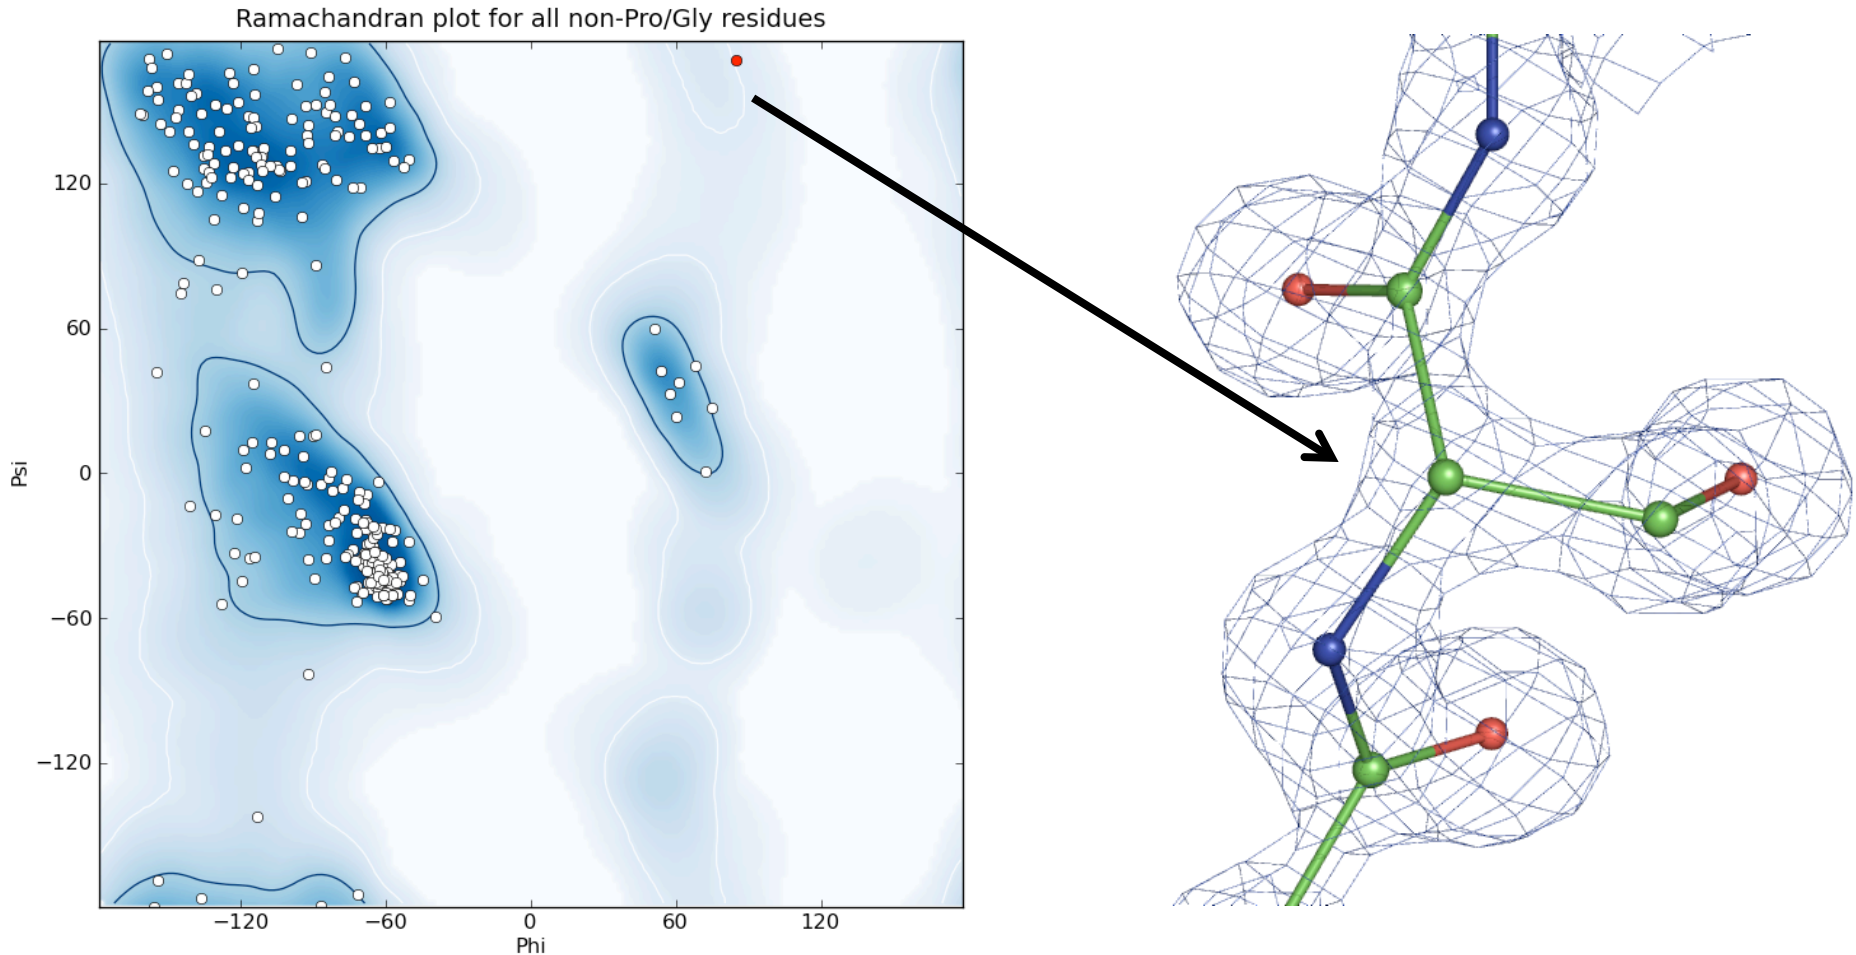 Ramachandran plot for all non-Pro/Gly residues
120
60
0
−60
−120
Psi
−120 −60 0 60 120
Phi